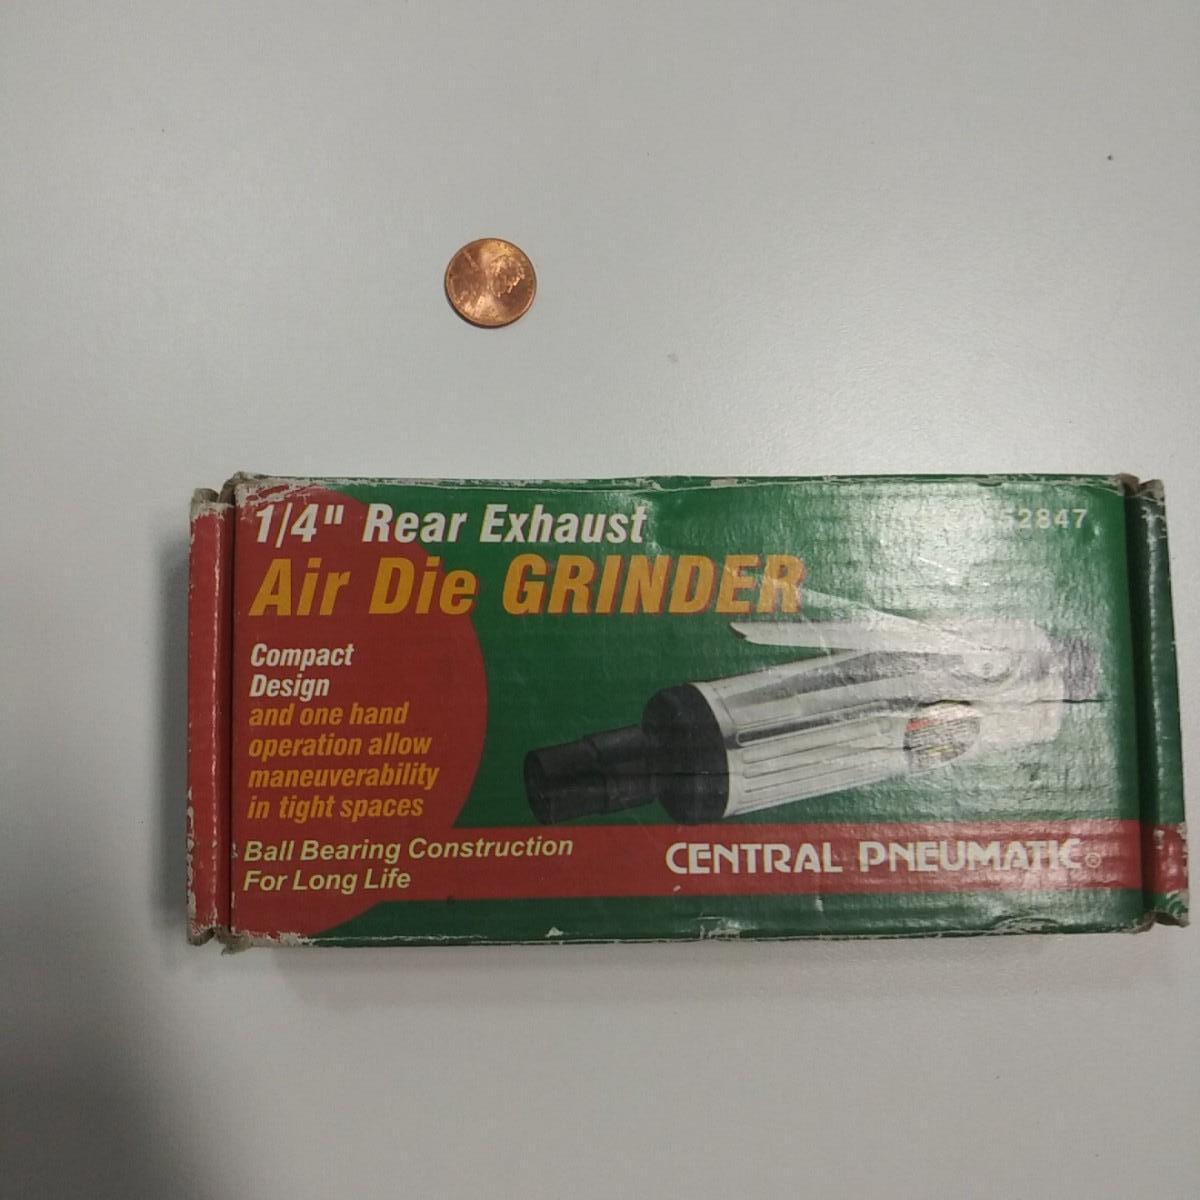 1/4" Rear Exhaust
52847
Air Die GRINDER
Compact
Design
and one hand
operation allow
maneuverability
in tight spaces
Ball Bearing Construction
For Long Life
CENTRAL PNEUMATIC®